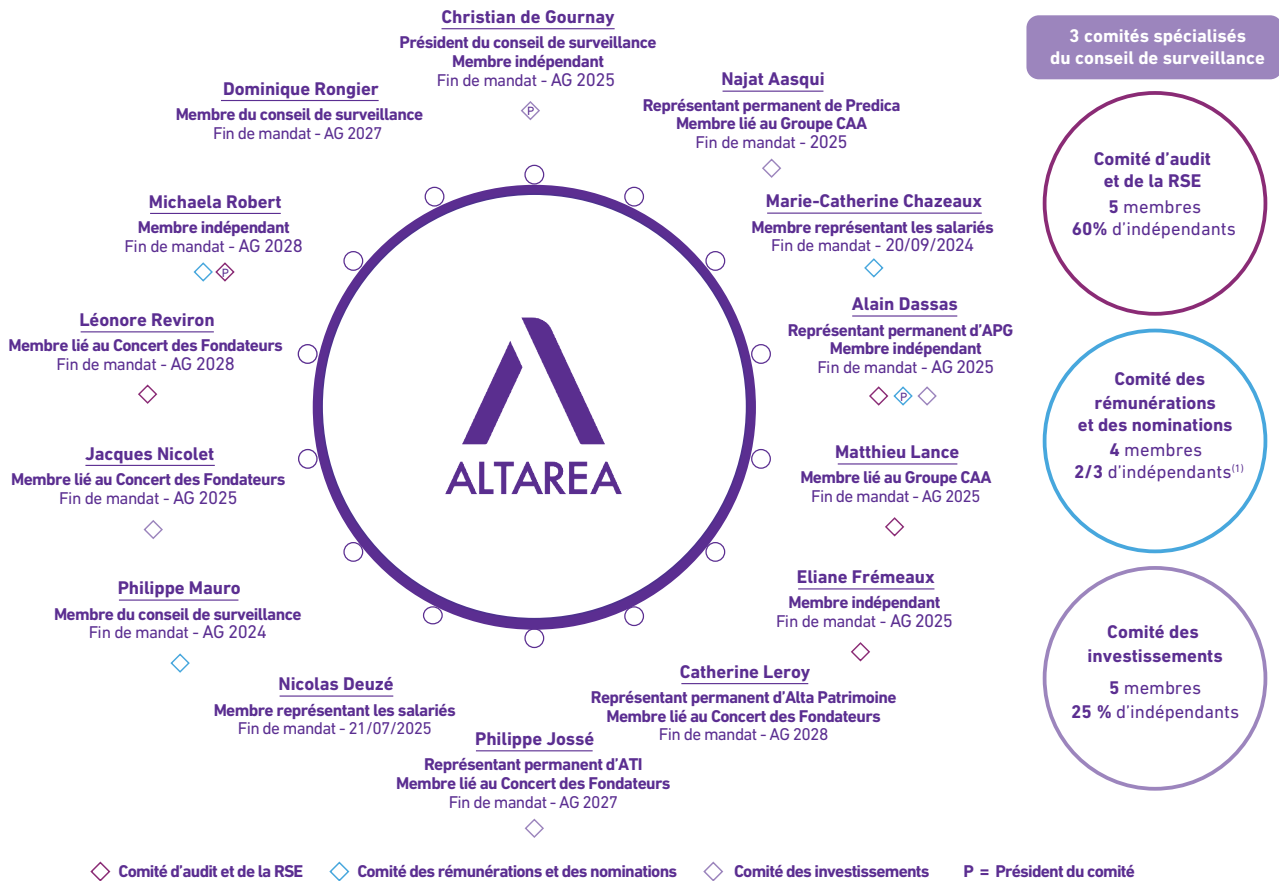 Christian de Gournay
Président du conseil de surveillance
Membre indépendant
Fin de mandat - AG 2025
P
Najat Aasqui
Représentant permanent de Predica
Membre lié au Groupe CAA
Fin de mandat - 2025
Marie-Catherine Chazeaux
Membre représentant les salariés
Fin de mandat - 20/09/2024
Alain Dassas
Représentant permanent d'APG
Membre indépendant
Fin de mandat - AG 2025
P
Matthieu Lance
Membre lié au Groupe CAA
Fin de mandat - AG 2025
Eliane Frémeaux
Membre indépendant
Fin de mandat - AG 2025
Catherine Leroy
Représentant permanent d'Alta Patrimoine
Membre lié au Concert des Fondateurs
Fin de mandat - AG 2028
Philippe Jossé
Représentant permanent d'ATI
Membre lié au Concert des Fondateurs
Fin de mandat - AG 2027
Nicolas Deuzé
Membre représentant les salariés
Fin de mandat - 21/07/2025
Philippe Mauro
Membre du conseil de surveillance
Fin de mandat - AG 2024
Jacques Nicolet
Membre lié au Concert des Fondateurs
Fin de mandat - AG 2025
Léonore Reviron
Membre lié au Concert des Fondateurs
Fin de mandat - AG 2028
Michaela Robert
Membre indépendant
Fin de mandat - AG 2028
P
Dominique Rongier
Membre du conseil de surveillance
Fin de mandat - AG 2027
ALTAREA
3 comités spécialisés
du conseil de surveillance
Comité d'audit
et de la RSE
5 membres
60% d'indépendants
Comité des
rémunérations
et des nominations
4 membres
2/3 d'indépendants(1)
Comité des
investissements
5 membres
25 % d'indépendants
Comité d'audit et de la RSE
Comité des rémunérations et des nominations
Comité des investissements
P = Président du comité